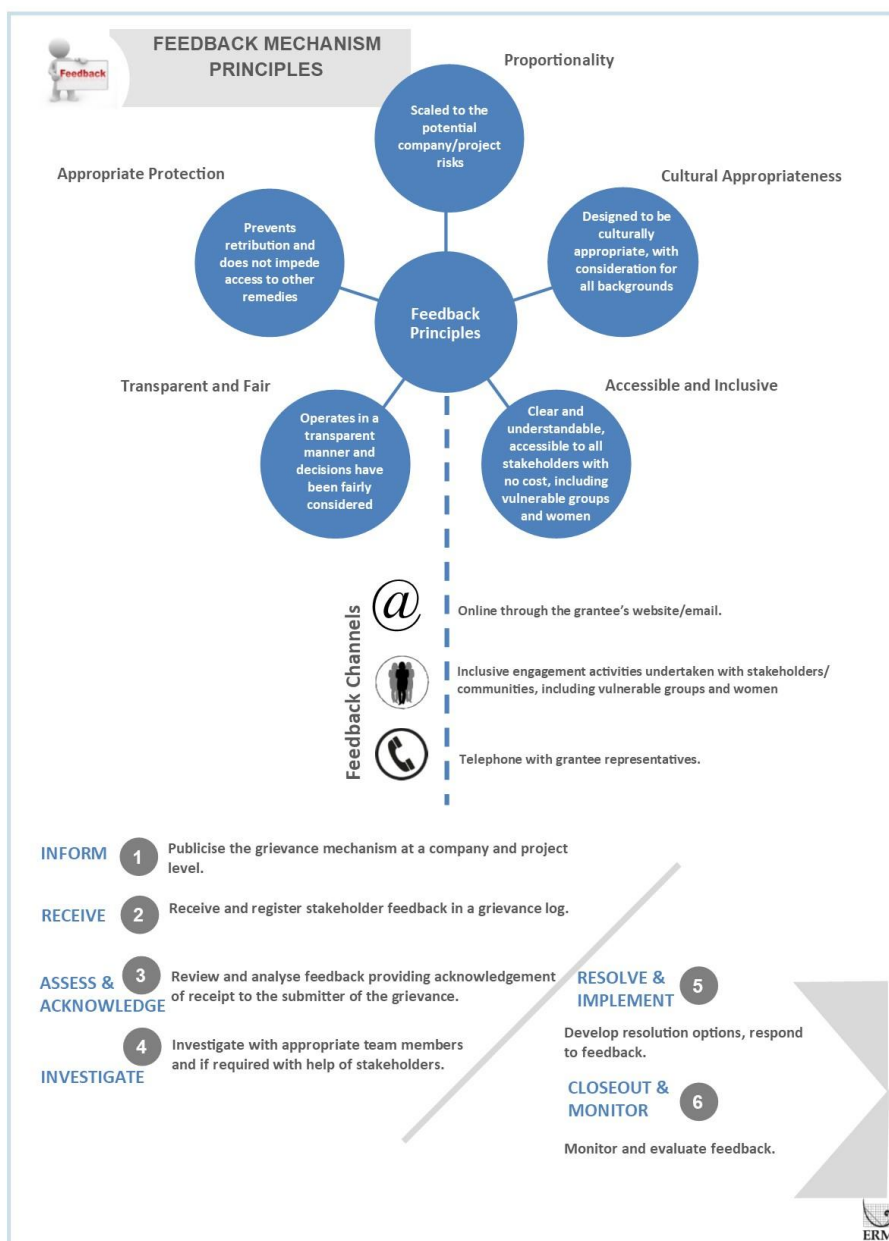 FEEDBACK MECHANISM
PRINCIPLES
Feedback
Proportionality
Scaled to the
potential
company/project
risks
Appropriate Protection
Prevents
retribution and
does not impede
access to other
remedies
Cultural Appropriateness
Designed to be
culturally
appropriate, with
consideration for
all backgrounds
Feedback
Principles
Transparent and Fair
Operates in a
transparent
manner and
decisions have
been fairly
considered
Accessible and Inclusive
Clear and
understandable,
accessible to all
stakeholders with
no cost, including
vulnerable groups
and women
Feedback Channels
@
Online through the grantee's website/email.
Inclusive engagement activities undertaken with stakeholders/
communities, including vulnerable groups and women
Telephone with grantee representatives.
INFORM
1
Publicise the grievance mechanism at a company and project
level.
RECEIVE
2
Receive and register stakeholder feedback in a grievance log.
ASSESS &
ACKNOWLEDGE
3
Review and analyse feedback providing acknowledgement
of receipt to the submitter of the grievance.
INVESTIGATE
4
Investigate with appropriate team members
and if required with help of stakeholders.
RESOLVE &
IMPLEMENT
5
Develop resolution options, respond
to feedback.
CLOSEOUT &
MONITOR
6
Monitor and evaluate feedback.
ERM